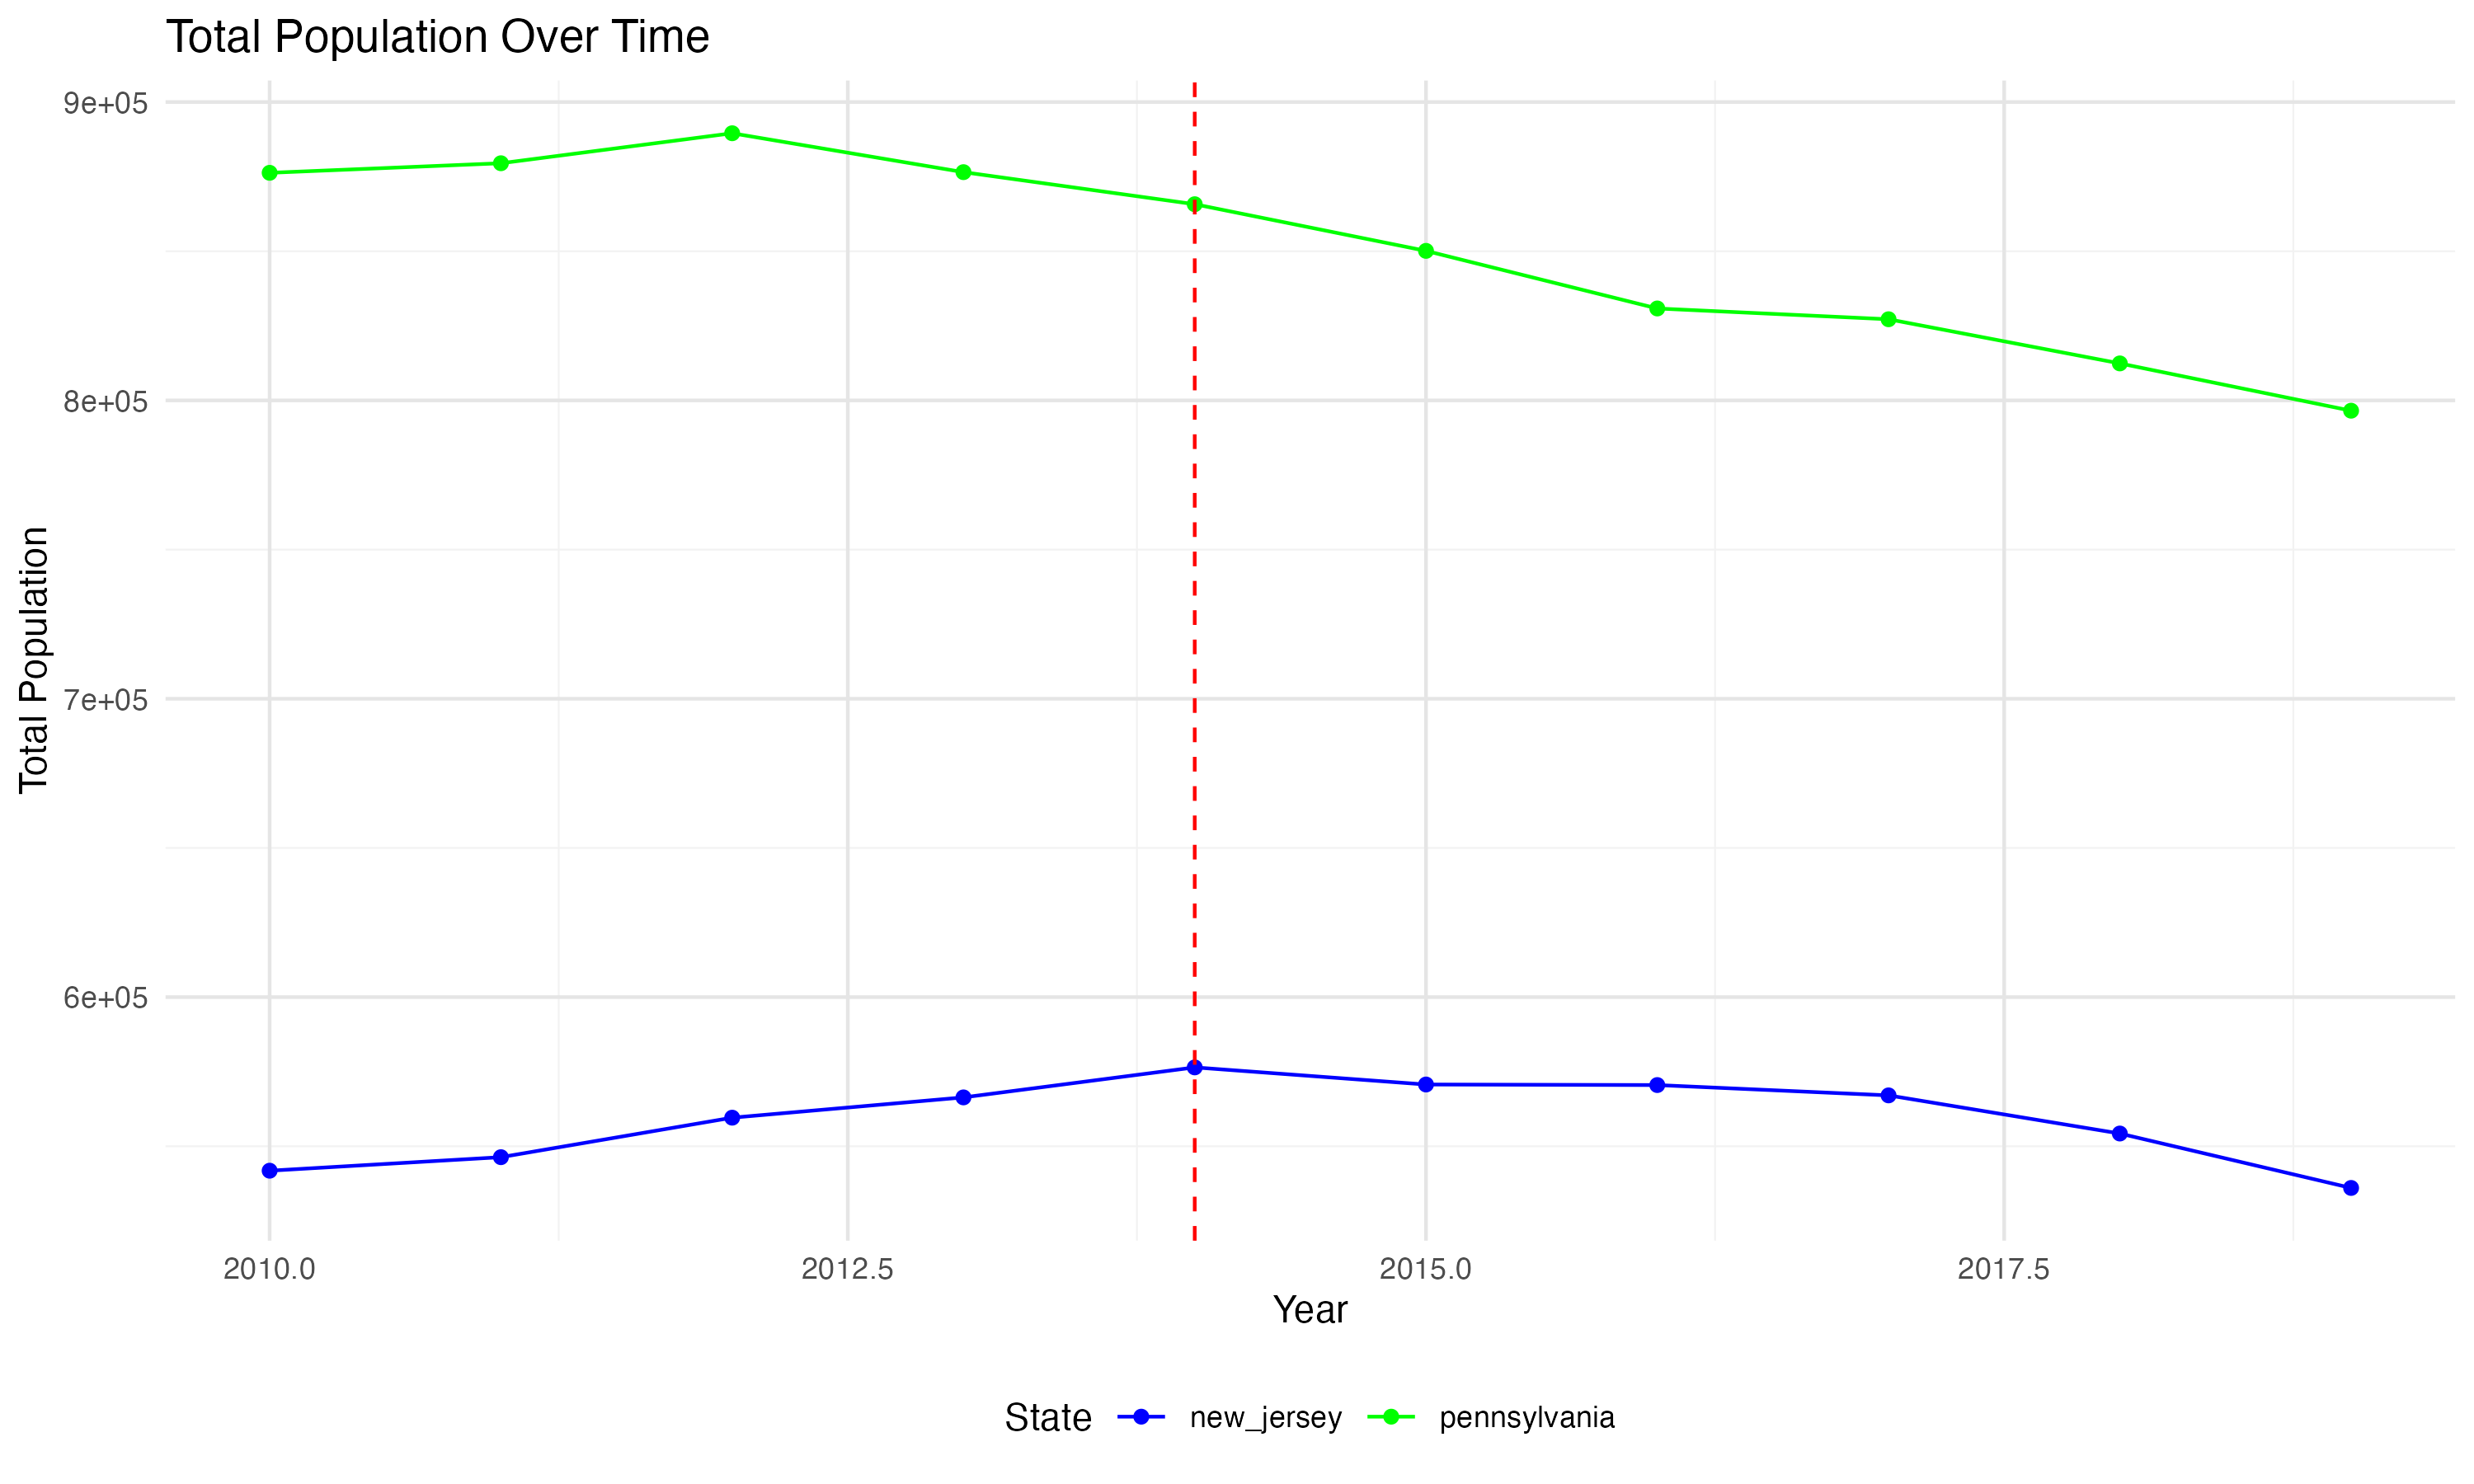 Total Population Over Time
Total Population
9e+05
8e+05
7e+05
6e+05
2010.0 2012.5 2015.0 2017.5
Year
State new_jersey pennsylvania